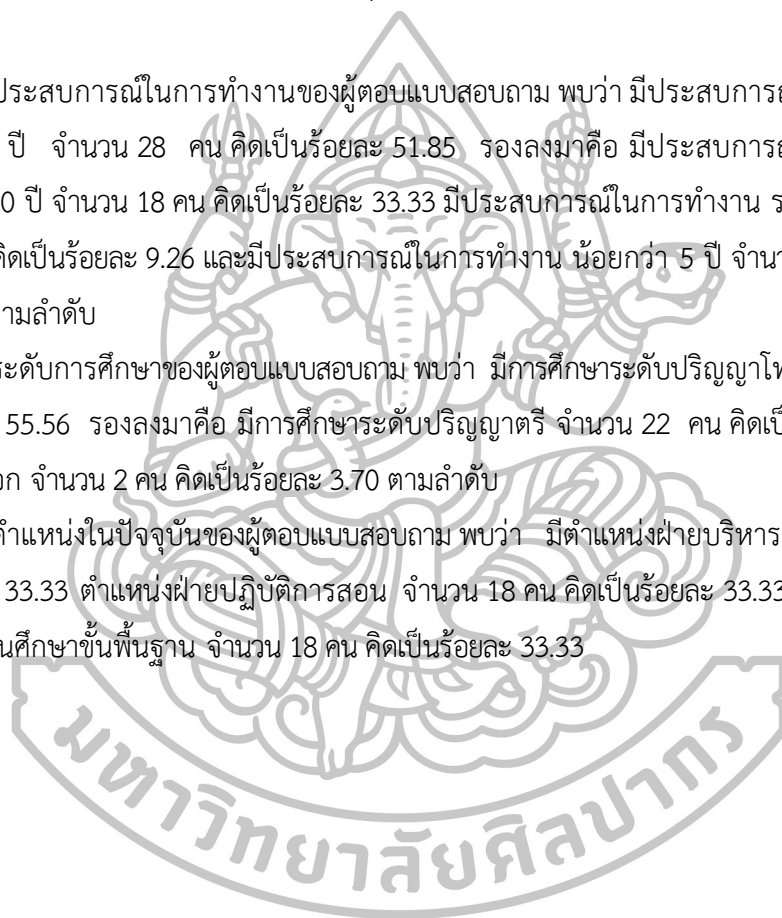 ประสบการณ์ในการทำงานของผู้ตอบแบบสอบถาม พบว่า มีประสบการณ์
ปี จำนวน 28 คน คิดเป็นร้อยละ 51.85 รองลงมาคือ มีประสบการณ์
0 ปี จำนวน 18 คน คิดเป็นร้อยละ 33.33 มีประสบการณ์ในการทำงาน
คิดเป็นร้อยละ 9.26 และมีประสบการณ์ในการทำงาน น้อยกว่า 5 ปี
ตามลำดับ
ระดับการศึกษาของผู้ตอบแบบสอบถาม พบว่า มีการศึกษาระดับปริญญาโท
55.56 รองลงมาคือ มีการศึกษาระดับปริญญาตรี จำนวน 22 คน
จำนวน 2 คน คิดเป็นร้อยละ 3.70 ตามลำดับ
ตำแหน่งในปัจจุบันของผู้ตอบแบบสอบถาม พบว่า มีตำแหน่งฝ่ายบริหาร
33.33 ตำแหน่งฝ่ายปฏิบัติการสอน จำนวน 18 คน คิดเป็นร้อยละ 33.33
นศึกษาขั้นพื้นฐาน จำนวน 18 คน คิดเป็นร้อยละ 33.33
มหาวิทยาลัยศิลปากร